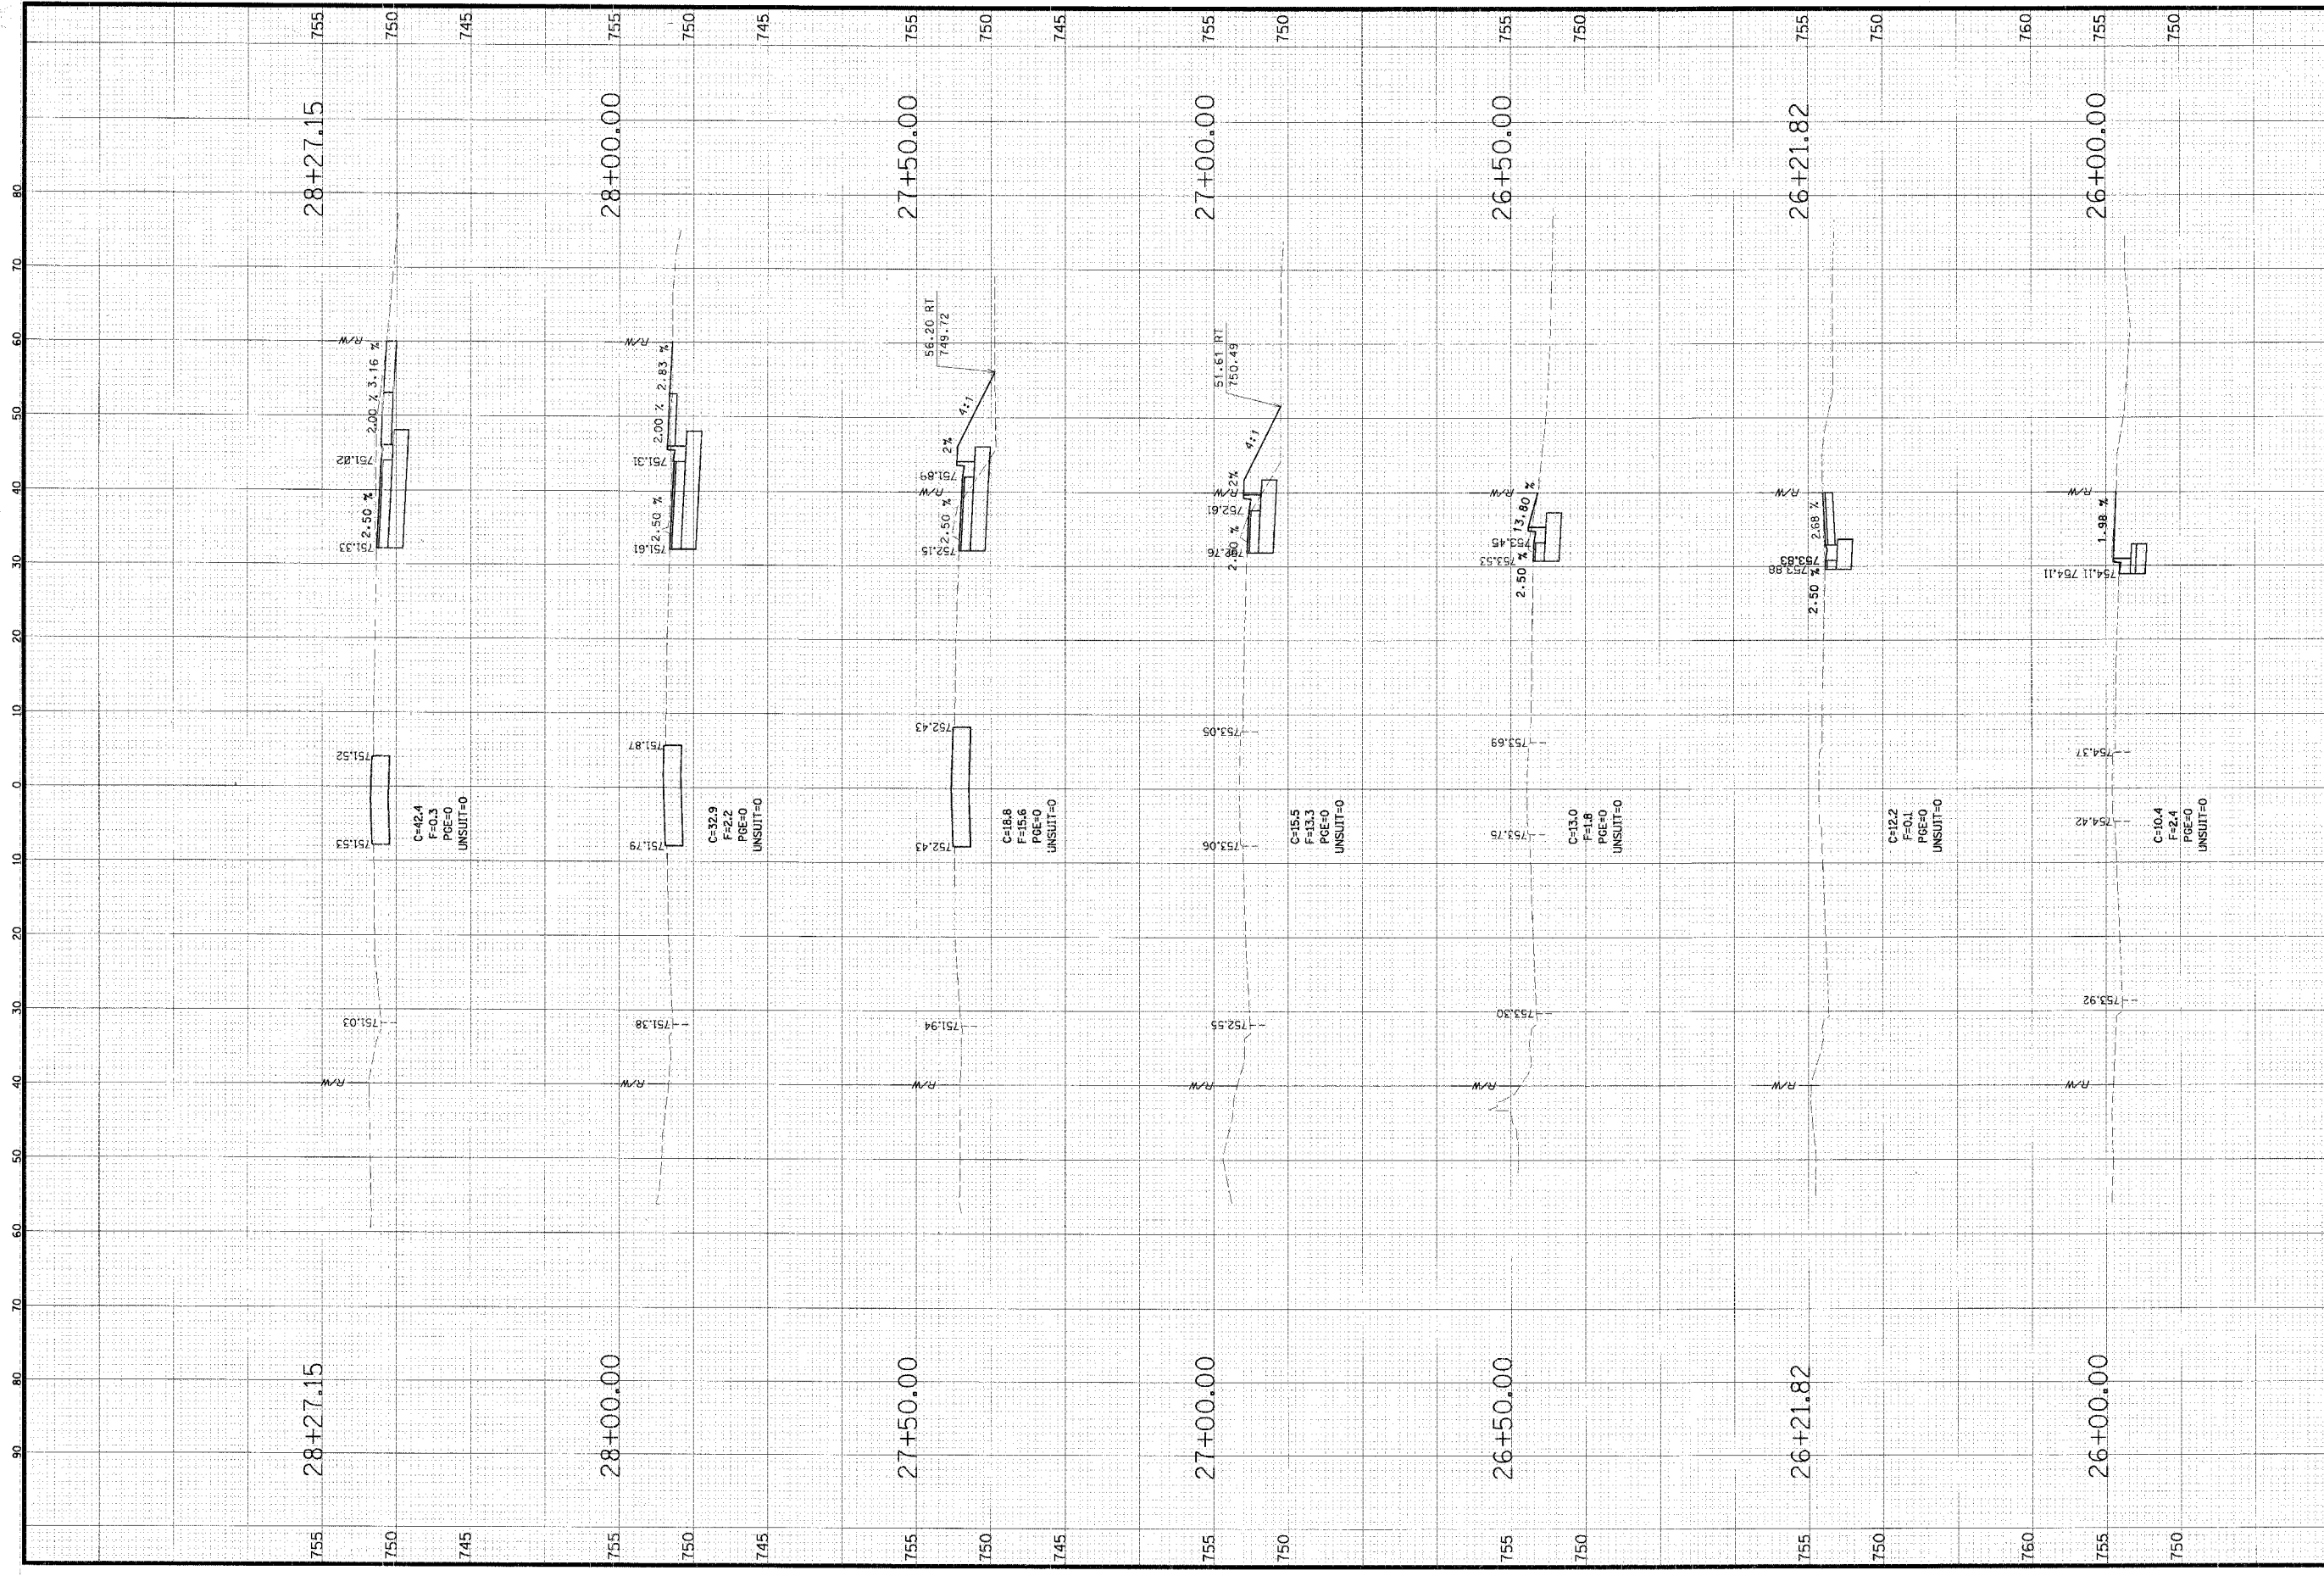 90 80 70 60 50 40 30 20 10 0 10 20 30 40 50 60 70 80
28+27.15
28+27.15
755
750
745
755
750
745
R/W
751.03
751.53
751.52
751.33
2.50 %
751.02
2.00 %
3.16 %
R/W
C=42.4
F=0.3
PGE=0
UNSUIT=0
28+00.00
28+00.00
755
750
745
755
750
745
R/W
751.38
751.79
751.87
751.61
2.50 %
751.31
2.00 %
2.83 %
R/W
C=32.9
F=2.2
PGE=0
UNSUIT=0
27+50.00
27+50.00
755
750
745
755
750
745
56.20 RT
749.72
R/W
751.94
752.43
752.43
752.15
2.50 %
R/W
751.89
2%
4:1
C=18.8
F=15.6
PGE=0
UNSUIT=0
27+00.00
27+00.00
755
750
755
750
51.61 RT
750.49
R/W
752.55
753.06
753.05
752.76
752.61
R/W
2%
4:1
C=15.5
F=13.3
PGE=0
UNSUIT=0
26+50.00
26+50.00
755
750
755
750
R/W
753.30
753.75
753.69
753.53
2.50 %
753.45
13.80 %
R/W
C=13.0
F=1.8
PGE=0
UNSUIT=0
26+21.82
26+21.82
755
750
755
750
R/W
2.50 %
753.88
753.83
2.68 %
R/W
C=12.2
F=0.1
PGE=0
UNSUIT=0
26+00.00
26+00.00
760
755
750
760
755
750
R/W
753.92
754.42
754.37
754.11 754.11
1.98 %
R/W
C=10.4
F=2.4
PGE=0
UNSUIT=0